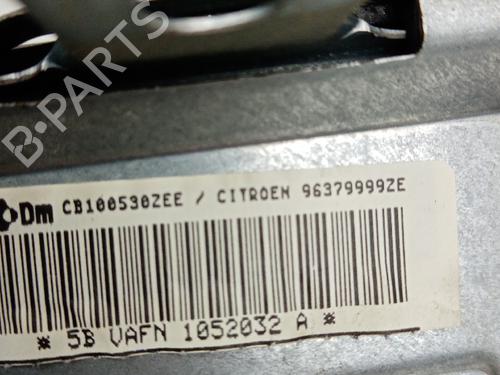 B-PARTS
Dm CB100530ZEE / CITROEN 96379999ZE
* 5B VAFN 1052032 A *